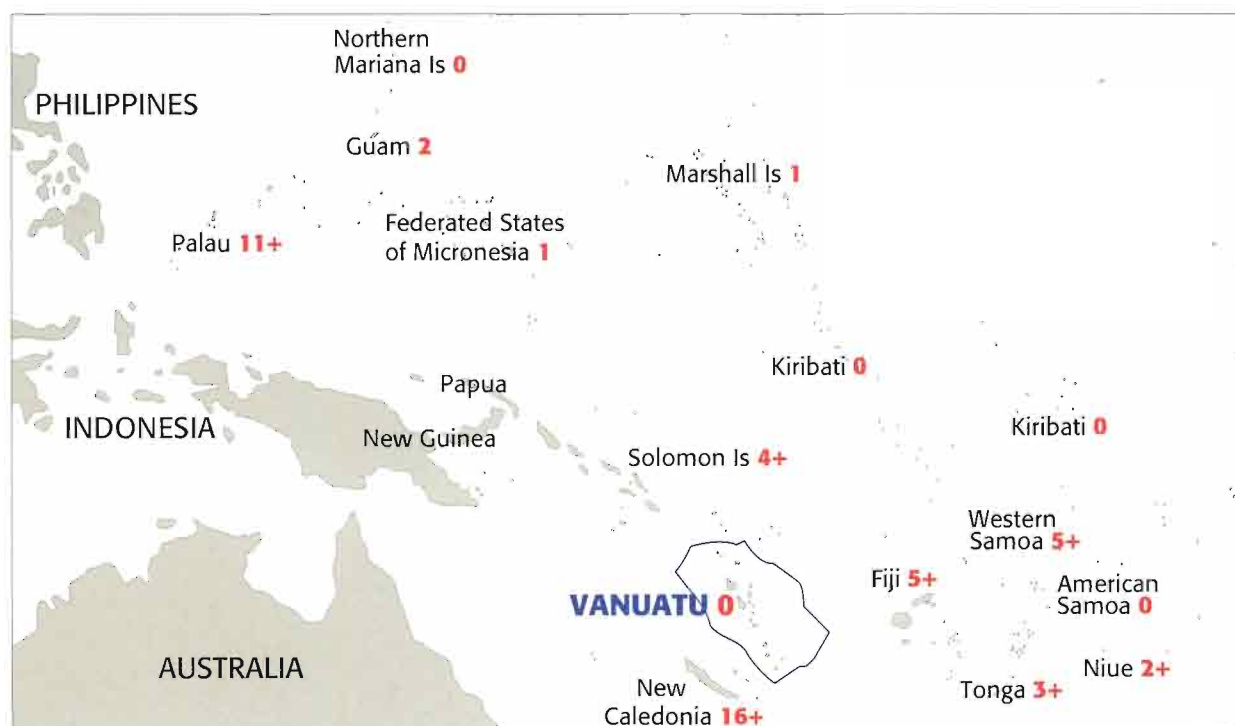 Northern
Mariana Is 0
PHILIPPINES
Guam 2
Marshall Is 1
Federated States
of Micronesia 1
Palau 11+
Kiribati 0
Papua
New Guinea
INDONESIA
Kiribati 0
Solomon Is 4+
Western
Samoa 5+
Fiji 5+
American
Samoa 0
VANUATU 0
AUSTRALIA
Niue 2+
Tonga 3+
New
Caledonia 16+